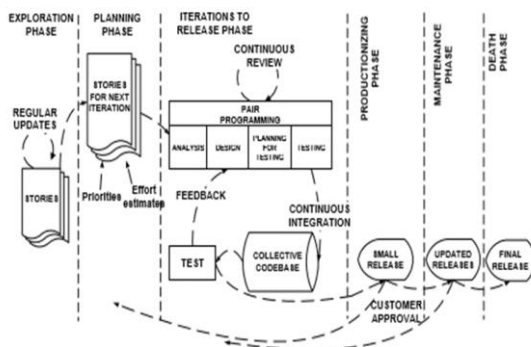 EXPLORATION
PHASE
PLANNING
PHASE
ITERATIONS TO
RELEASE PHASE
PRODUCTIONIZING
PHASE
MAINTENANCE
PHASE
DEATH
PHASE
REGULAR
UPDATES
STORIES
STORIES
FOR NEXT
ITERATION
Priorities
Effort
estimates
CONTINUOUS
REVIEW
PAIR
PROGRAMMING
ANALYSIS
DESIGN
PLANNING
FOR
TESTING
TESTING
FEEDBACK
CONTINUOUS
INTEGRATION
TEST
COLLECTIVE
CODEBASE
SMALL
RELEASE
UPDATED
RELEASES
FINAL
RELEASE
CUSTOMER
APPROVAL